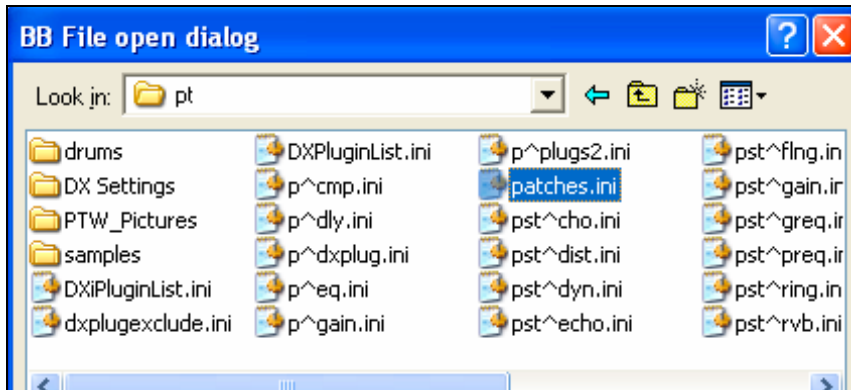 BB File open dialog
Look in: pt
drums
DX Settings
PTW_Pictures
samples
DXiPluginList.ini
dxplugexclude.ini
DXPluginList.ini
p^cmp.ini
p^dly.ini
p^dxplug.ini
p^eq.ini
p^gain.ini
p^plugs2.ini
patches.ini
pst^cho.ini
pst^dist.ini
pst^dyn.ini
pst^echo.ini
pst^flng.in
pst^gain.ir
pst^greq.ir
pst^preq.ir
pst^ring.in
pst^rvb.ini